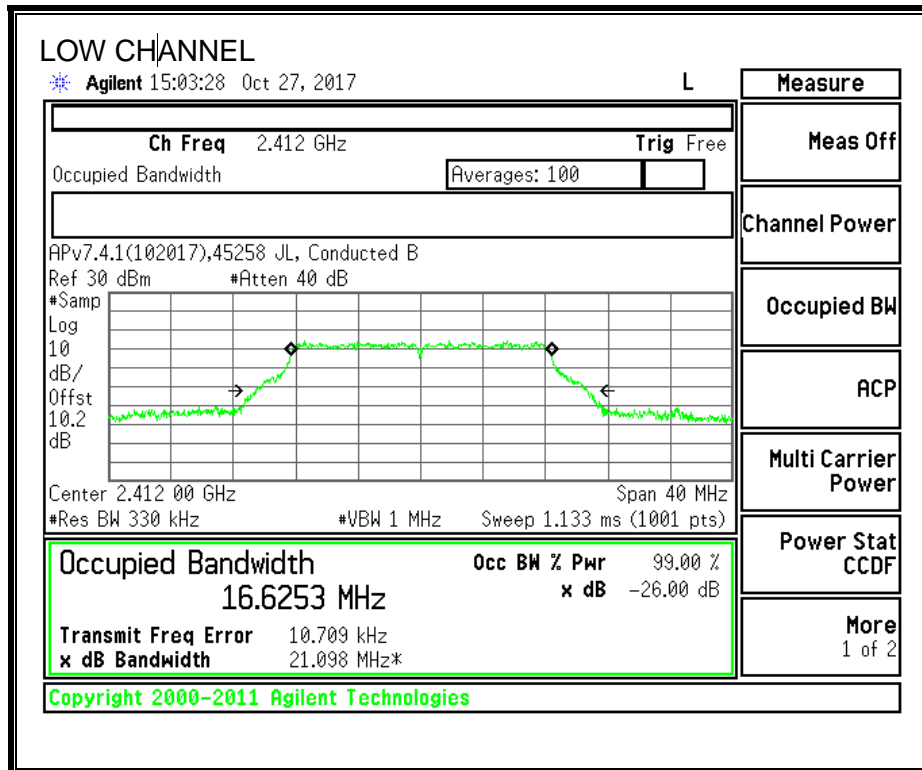 LOW CHANNEL
Agilent 15:03:28 Oct 27, 2017 L
Ch Freq 2.412 GHz Trig Free
Occupied Bandwidth Averages: 100
APv7.4.1(102017),45258 JL, Conducted B
Ref 30 dBm #Atten 40 dB
#Samp
Log
10
dB/
Offst
10.2
dB
Center 2.412 00 GHz Span 40 MHz
#Res BW 330 kHz #VBW 1 MHz Sweep 1.133 ms (1001 pts)
Occupied Bandwidth Occ BW % Pwr 99.00 %
16.6253 MHz x dB -26.00 dB
Transmit Freq Error 10.709 kHz
x dB Bandwidth 21.098 MHz*
Copyright 2000-2011 Agilent Technologies
Measure
Meas Off
Channel Power
Occupied BW
ACP
Multi Carrier
Power
Power Stat
CCDF
More
1 of 2